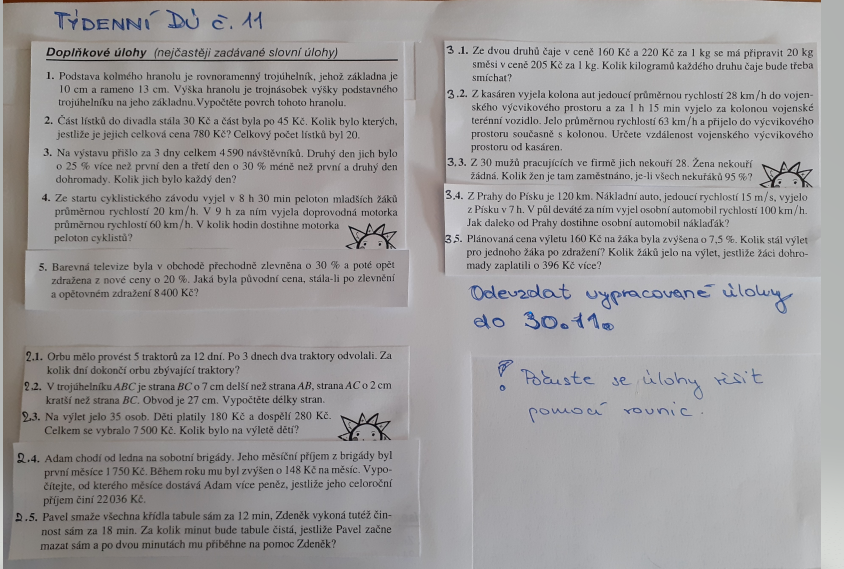 TÝDENNÍ DÚ č. 11
Doplňkové úlohy (nejčastěji zadávané slovní úlohy)
1. Podstava kolmého hranolu je rovnoramenný trojúhelník, jehož základna je
10 cm a rameno 13 cm. Výška hranolu je trojnásobek výšky podstavného
trojúhelníku na jeho základnu. Vypočtěte povrch tohoto hranolu.
2. Část lístků do divadla stála 30 Kč a část byla po 45 Kč. Kolik bylo kterých,
jestliže je jejich celková cena 780 Kč? Celkový počet lístků byl 20.
3. Na výstavu přišlo za 3 dny celkem 4 590 návštěvníků. Druhý den jich bylo
o 25 % více než první den a třetí den o 30 % méně než první a druhý den
dohromady. Kolik jich bylo každý den?
4. Ze startu cyklistického závodu vyjel v 8 h 30 min peloton mladších žáků
průměrnou rychlostí 20 km/h. V 9 h za ním vyjela doprovodná motorka
průměrnou rychlostí 60 km/h. V kolik hodin dostihne motorka
peloton cyklistů?
5. Barevná televize byla v obchodě přechodně zlevněna o 30 % a poté opět
zdražena z nové ceny o 20 %. Jaká byla původní cena, stála-li po zlevnění
a opětovném zdražení 8 400 Kč?
2.1. Orbu mělo provést 5 traktorů za 12 dní. Po 3 dnech dva traktory odvolali. Za
kolik dní dokončí orbu zbývající traktory?
2.2. V trojúhelníku ABC je strana BC o 7 cm delší než strana AB, strana AC o 2 cm
kratší než strana BC. Obvod je 27 cm. Vypočtěte délky stran.
2.3. Na výlet jelo 35 osob. Děti platily 180 Kč a dospělí 280 Kč.
Celkem se vybralo 7 500 Kč. Kolik bylo na výletě dětí?
2.4. Adam chodí od ledna na sobotní brigády. Jeho měsíční příjem z brigády byl
první měsíce 1 750 Kč. Během roku mu byl zvýšen o 148 Kč na měsíc. Vypo-
čítejte, od kterého měsíce dostává Adam více peněz, jestliže jeho celoroční
příjem činí 22 036 Kč.
2.5. Pavel smaže všechna křídla tabule sám za 12 min, Zdeněk vykoná tutéž čin-
nost sám za 18 min. Za kolik minut bude tabule čistá, jestliže Pavel začne
mazat sám a po dvou minutách mu přiběhne na pomoc Zdeněk?
3.1. Ze dvou druhů čaje v ceně 160 Kč a 220 Kč za 1 kg se má připravit 20 kg
směsi v ceně 205 Kč za 1 kg. Kolik kilogramů každého druhu čaje bude třeba
smíchat?
3.2. Z kasáren vyjela kolona aut jedoucí průměrnou rychlostí 28 km/h do vojen-
ského výcvikového prostoru a za 1 h 15 min vyjelo za kolonou vojenské
terénní vozidlo. Jelo průměrnou rychlostí 63 km/h a přijelo do výcvikového
prostoru současně s kolonou. Určete vzdálenost vojenského výcvikového
prostoru od kasáren.
3.3. Z 30 mužů pracujících ve firmě jich nekouří 28. Žena nekouří
žádná. Kolik žen je tam zaměstnáno, je-li všech nekuřáků 95 %?
3.4. Z Prahy do Písku je 120 km. Nákladní auto, jedoucí rychlostí 15 m/s, vyjelo
z Písku v 7 h. V půl deváté za ním vyjel osobní automobil rychlostí 100 km/h.
Jak daleko od Prahy dostihne osobní automobil náklaďák?
3.5. Plánovaná cena výletu 160 Kč na žáka byla zvýšena o 7,5 %. Kolik stál výlet
pro jednoho žáka po zdražení? Kolik žáků jelo na výlet, jestliže žáci dohro-
mady zaplatili o 396 Kč více?
Odevzdat vypracované úlohy
do 30.11.
! Pokuste se úlohy řešit
pomocí rovnic.